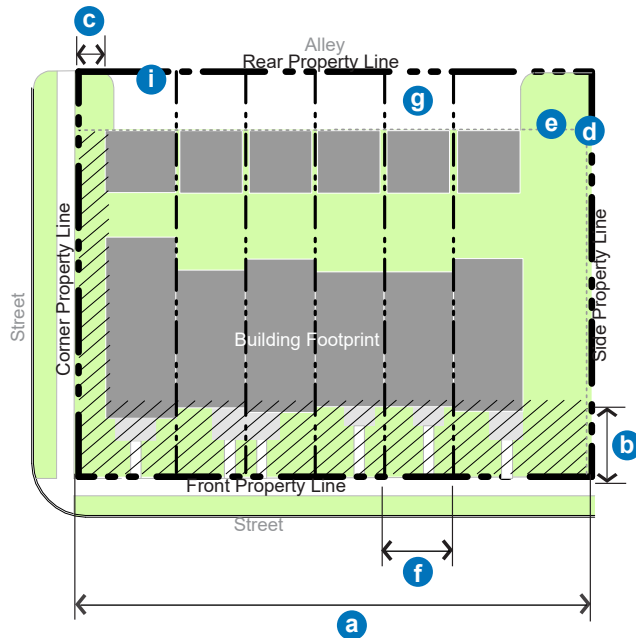 c
Alley
Rear Property Line
i
g
e
d
Street
Corner Property Line
Side Property Line
Building Footprint
b
Front Property Line
Street
f
a